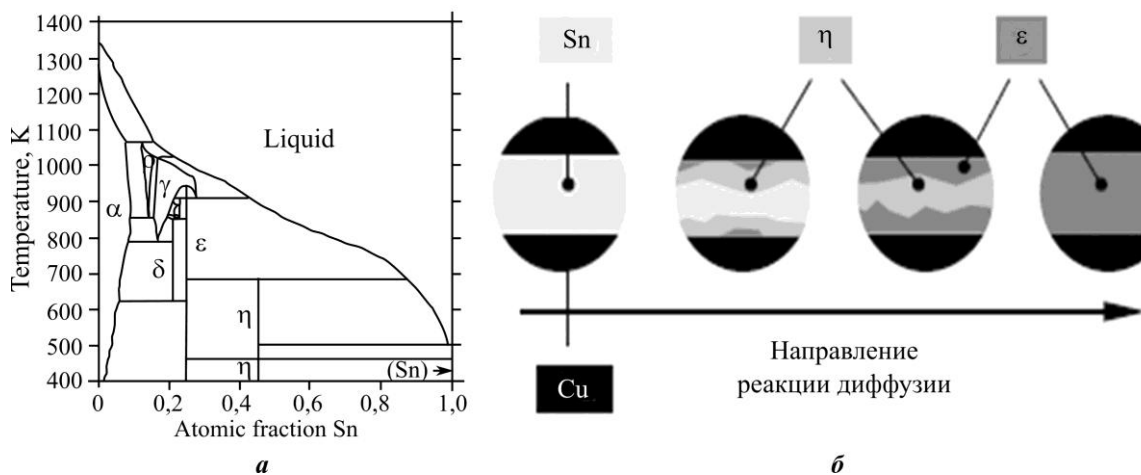 1400
1300
1200
1100
1000
900
800
700
600
500
400
Temperature, K
0
0,2
0,4
0,6
0,8
1,0
Atomic fraction Sn
Liquid
α
γ
δ
ε
η
η
(Sn)
а
Sn
η
ε
Cu
Направление
реакции диффузии
б